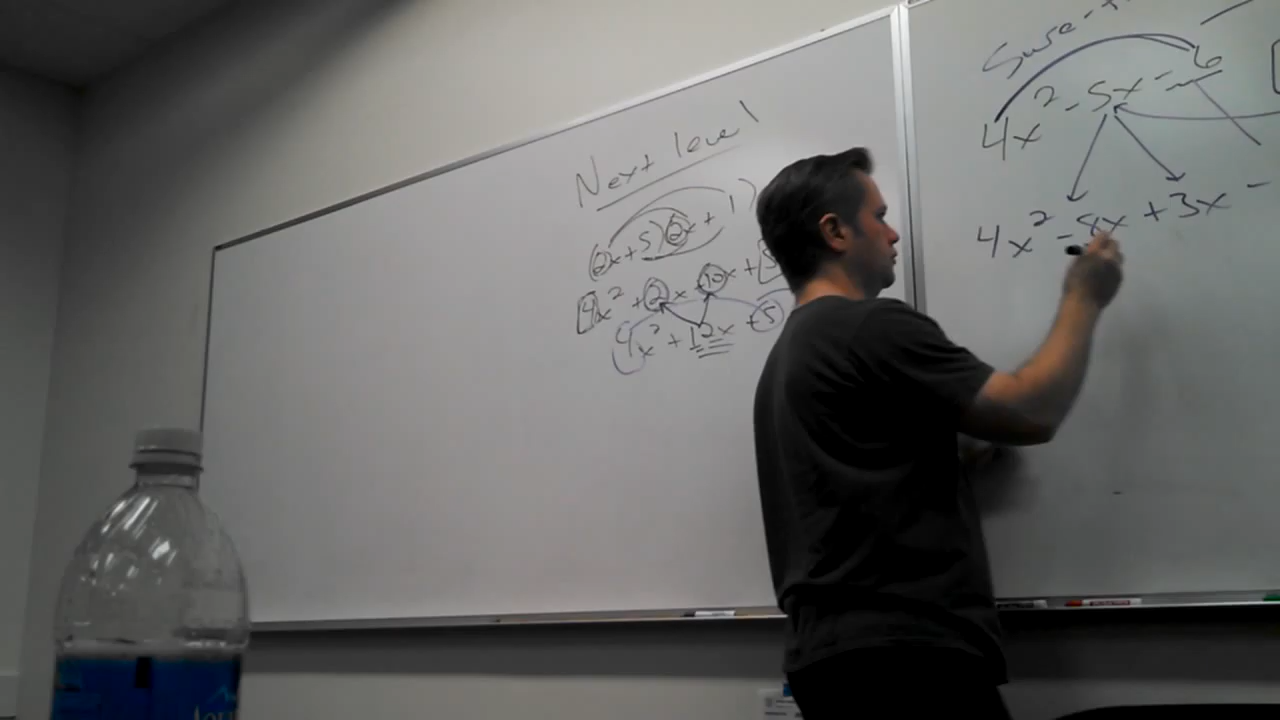 Next level
(2x+5)(2x+1)
4x² + 2x + 10x + 5
4x² + 12x + 5
4x² - 5x - 6
4x² - 8x + 3x -